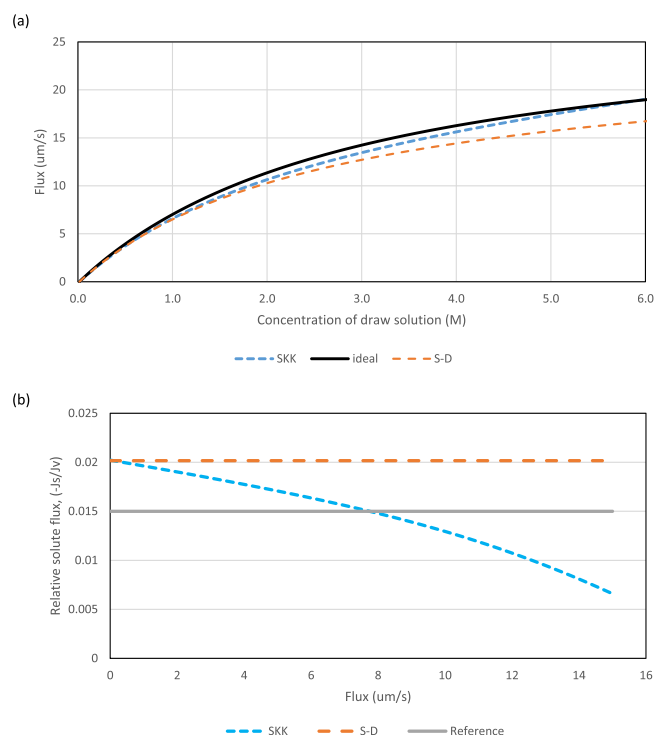 (a)
25
20
15
10
5
0
Flux (um/s)
0.0 1.0 2.0 3.0 4.0 5.0 6.0
Concentration of draw solution (M)
SKK ideal S-D
(b)
0.025
0.02
0.015
0.01
0.005
0
Relative solute flux, (-Js/Jv)
0 2 4 6 8 10 12 14 16
Flux (um/s)
SKK S-D Reference